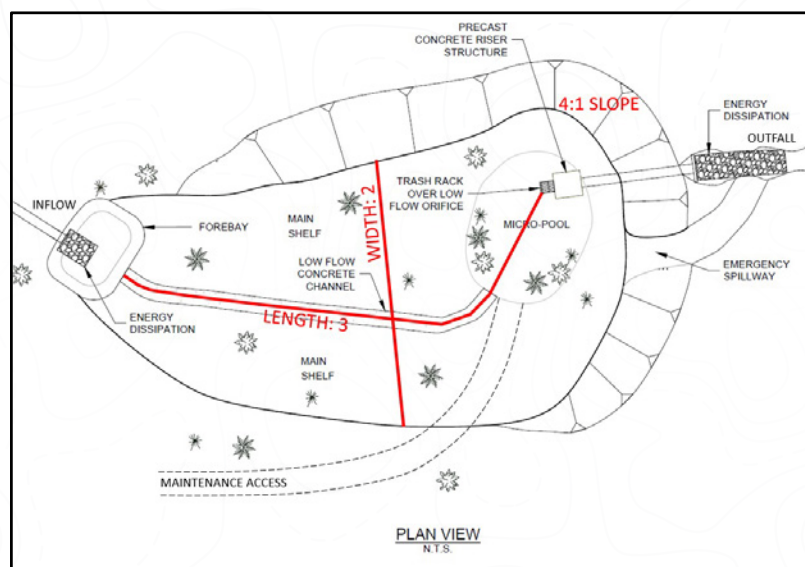 PRECAST
CONCRETE RISER
STRUCTURE
4:1 SLOPE
ENERGY
DISSIPATION
OUTFALL
TRASH RACK
OVER LOW
FLOW ORIFICE
INFLOW
FOREBAY
MAIN
SHELF
WIDTH: 2
MICRO-POOL
LOW FLOW
CONCRETE
CHANNEL
EMERGENCY
SPILLWAY
ENERGY
DISSIPATION
LENGTH: 3
MAIN
SHELF
MAINTENANCE ACCESS
PLAN VIEW
N.T.S.